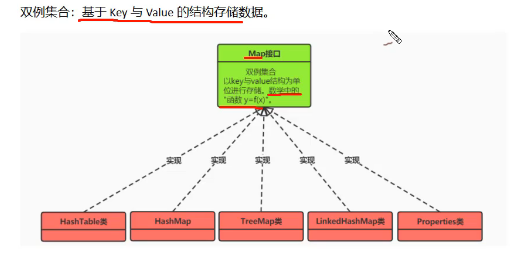 双例集合：基于 Key 与 Value 的结构存储数据。
Map接口
双例集合
以key与value结构为单
位进行存储。数学中的
"函数 y=f(x)"。
实现 实现 实现 实现 实现
HashTable类 HashMap TreeMap类 LinkedHashMap类 Properties类